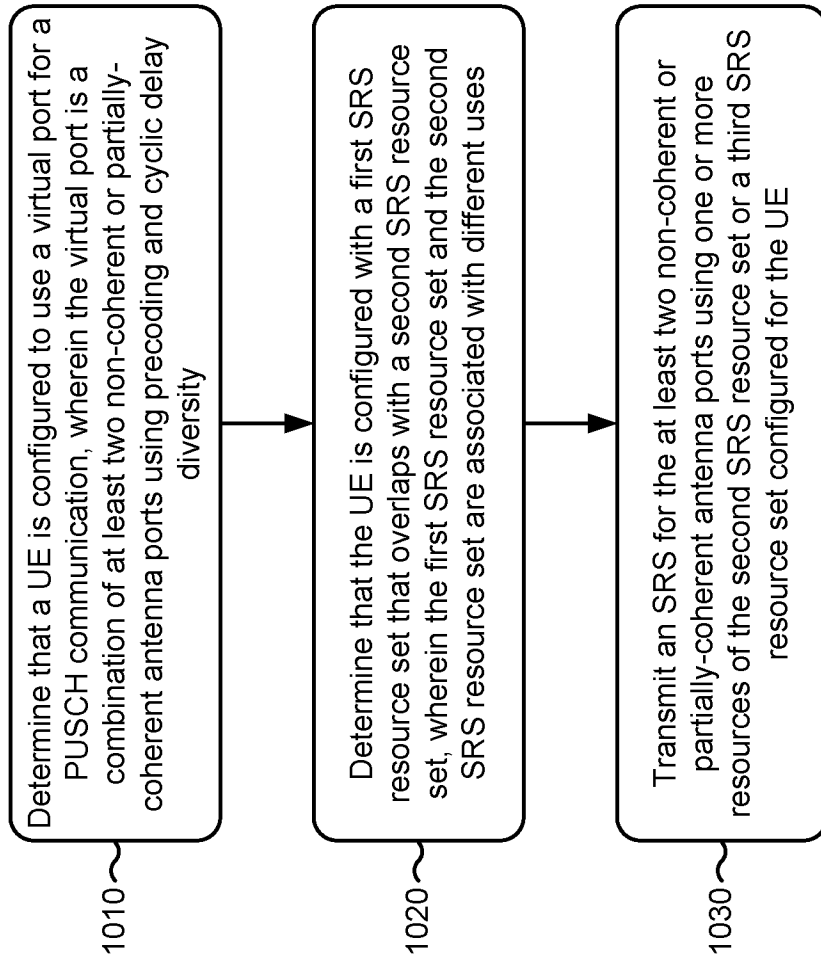 1010
Determine that a UE is configured to use a virtual port for a
PUSCH communication, wherein the virtual port is a
combination of at least two non-coherent or partially-
coherent antenna ports using precoding and cyclic delay
diversity
1020
Determine that the UE is configured with a first SRS
resource set that overlaps with a second SRS resource
set, wherein the first SRS resource set and the second
SRS resource set are associated with different uses
1030
Transmit an SRS for the at least two non-coherent or
partially-coherent antenna ports using one or more
resources of the second SRS resource set or a third SRS
resource set configured for the UE